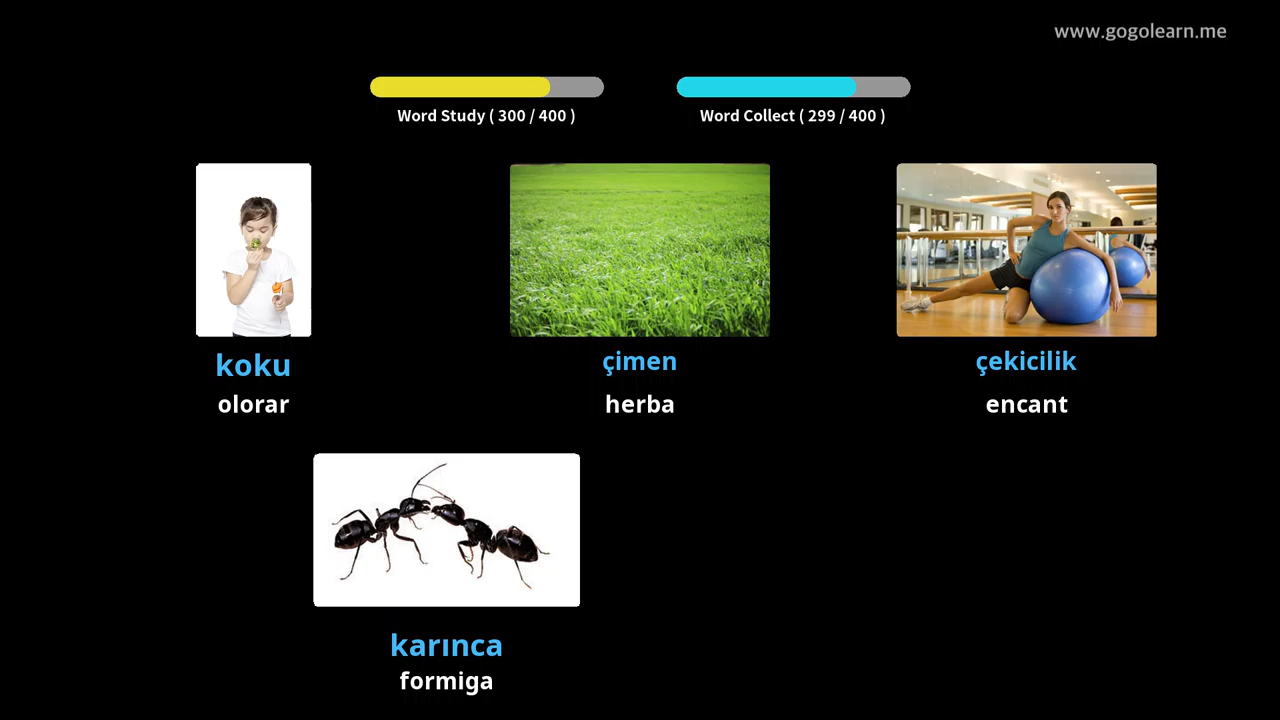 www.gogolearn.me
Word Study ( 300 / 400 )
Word Collect ( 299 / 400 )
koku
olorar
çimen
herba
çekicilik
encant
karınca
formiga